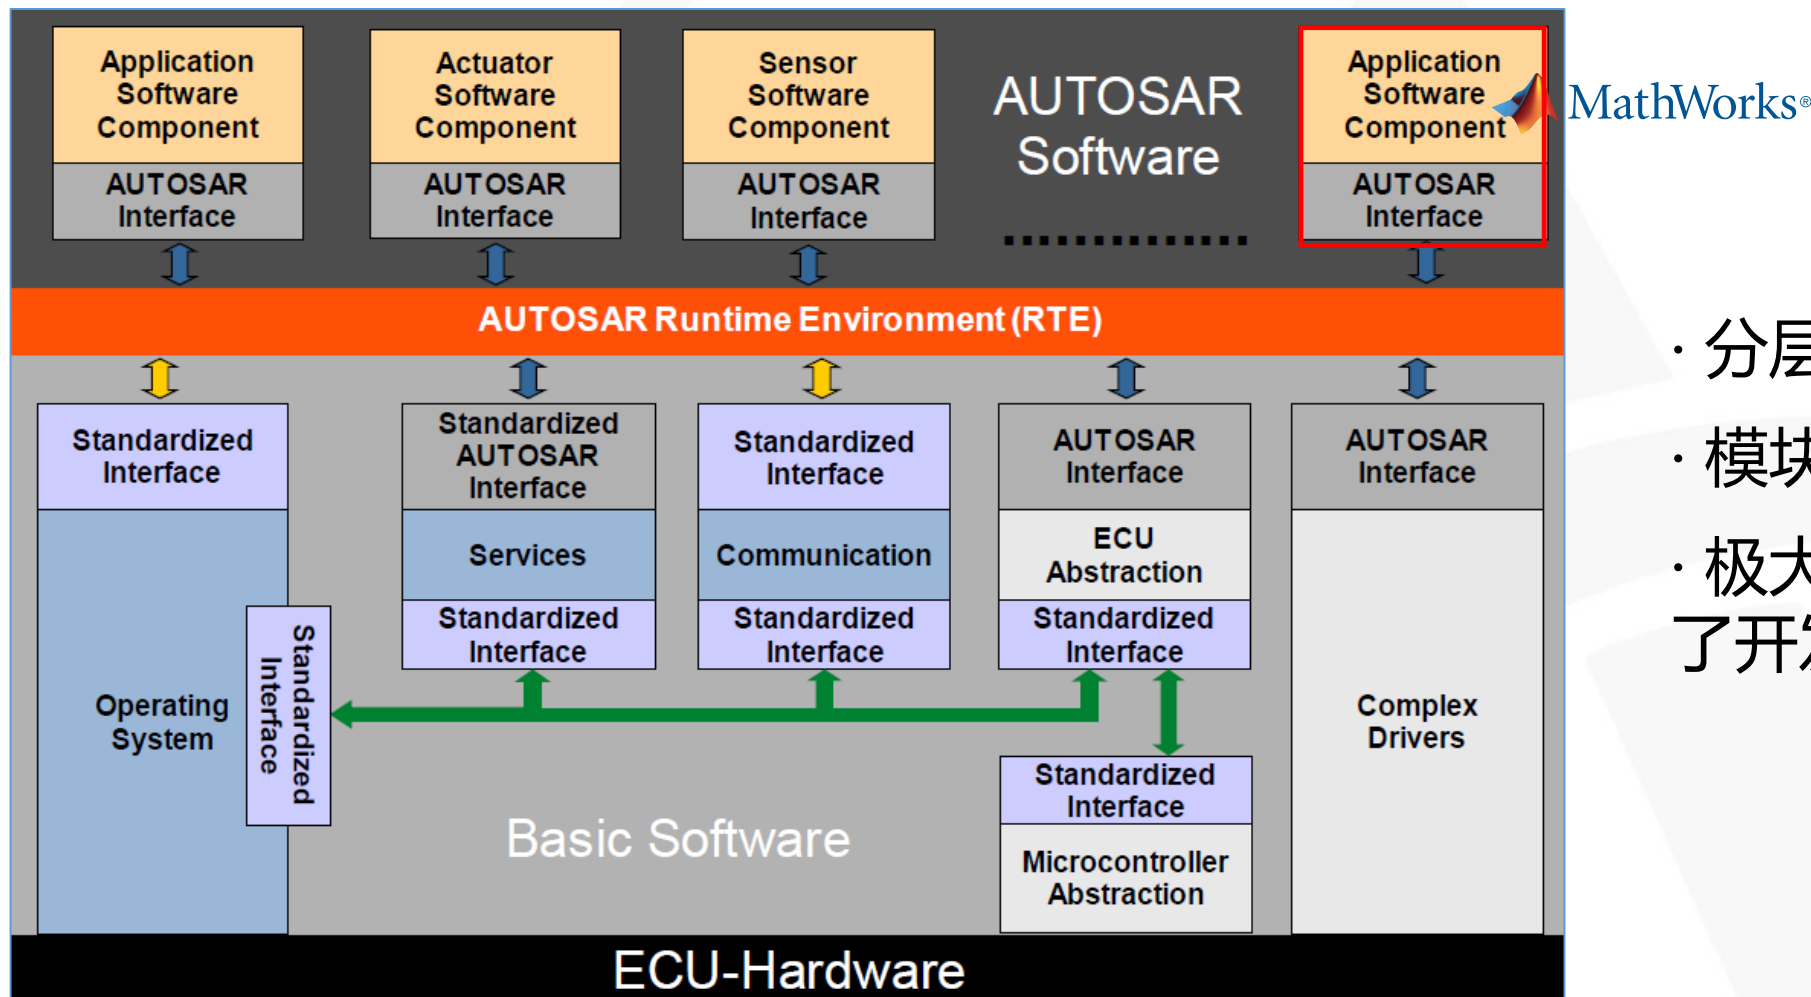 Application
Software
Component
AUTOSAR
Interface
Actuator
Software
Component
AUTOSAR
Interface
Sensor
Software
Component
AUTOSAR
Interface
AUTOSAR
Software
Application
Software
Component
AUTOSAR
Interface
MathWorks®
AUTOSAR Runtime Environment (RTE)
Standardized
Interface
Operating
System
Standardized
Interface
Standardized
AUTOSAR
Interface
Services
Standardized
Interface
Standardized
Interface
Communication
Standardized
Interface
AUTOSAR
Interface
ECU
Abstraction
Standardized
Interface
Standardized
Interface
Microcontroller
Abstraction
AUTOSAR
Interface
Complex
Drivers
Basic Software
ECU-Hardware
· 分层
· 模块
· 极大
了开